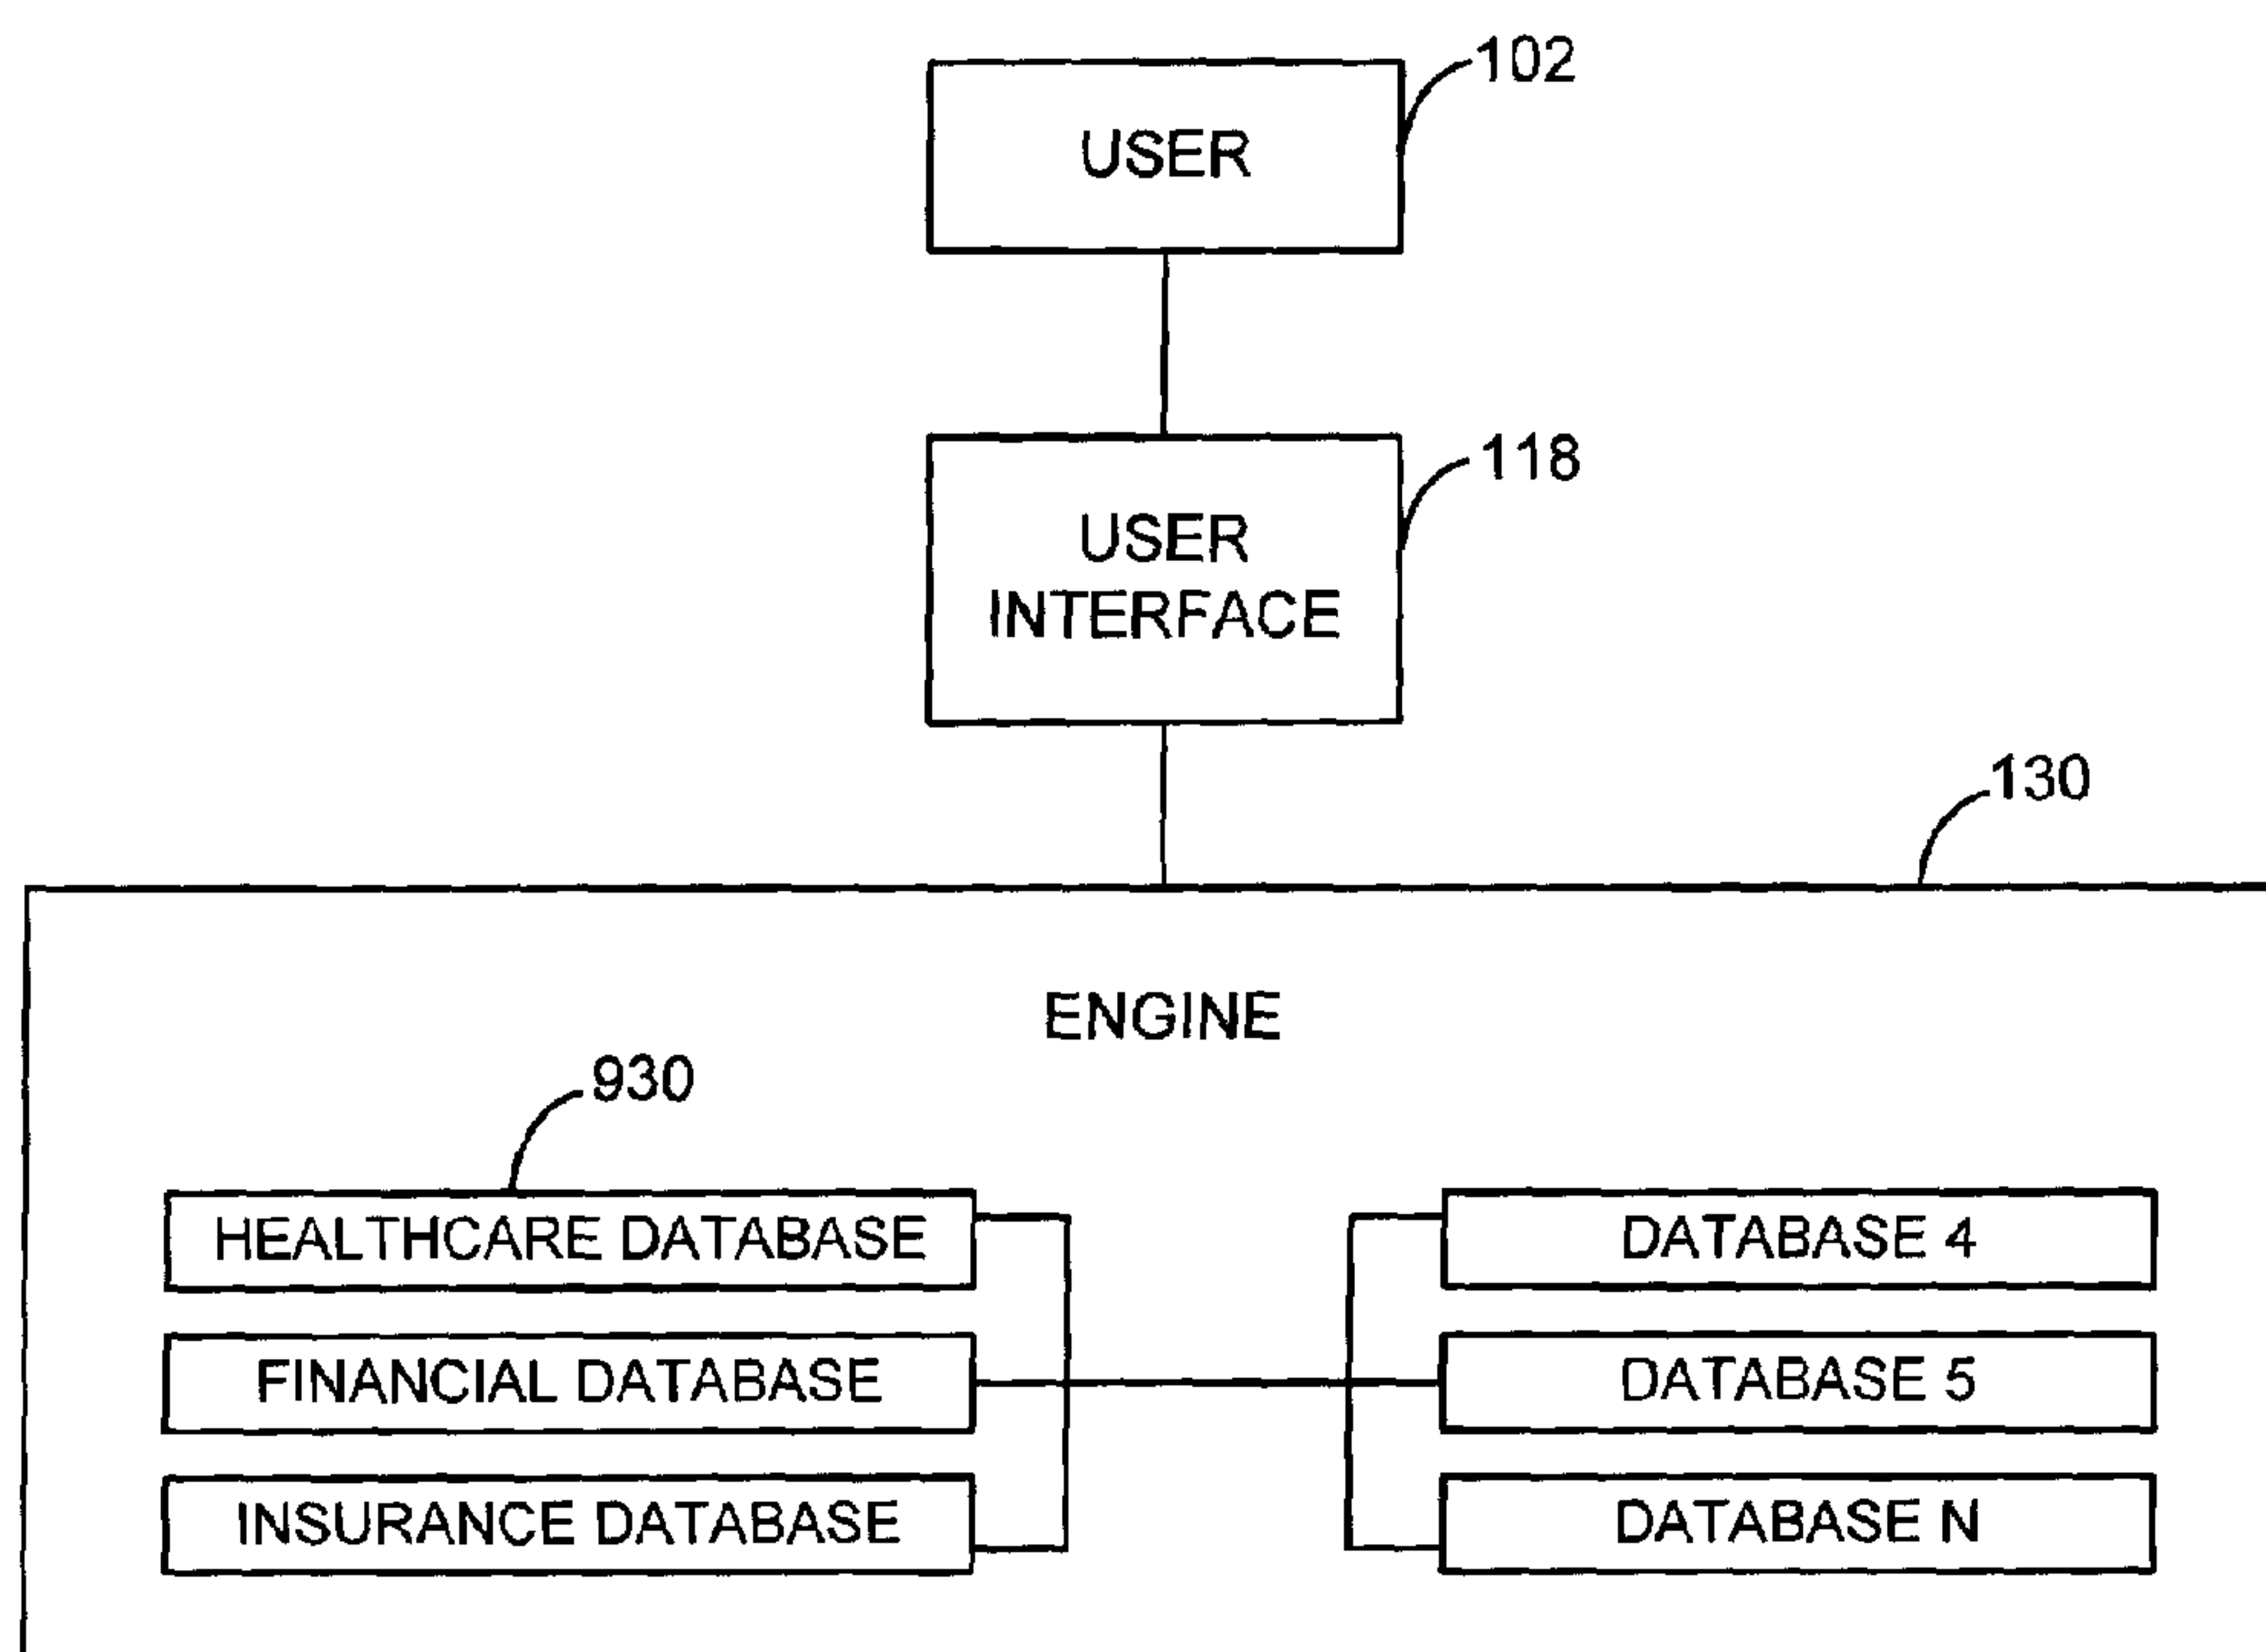 102
USER
118
USER
INTERFACE
130
ENGINE
930
HEALTHCARE DATABASE
DATABASE 4
FINANCIAL DATABASE
DATABASE 5
INSURANCE DATABASE
DATABASE N